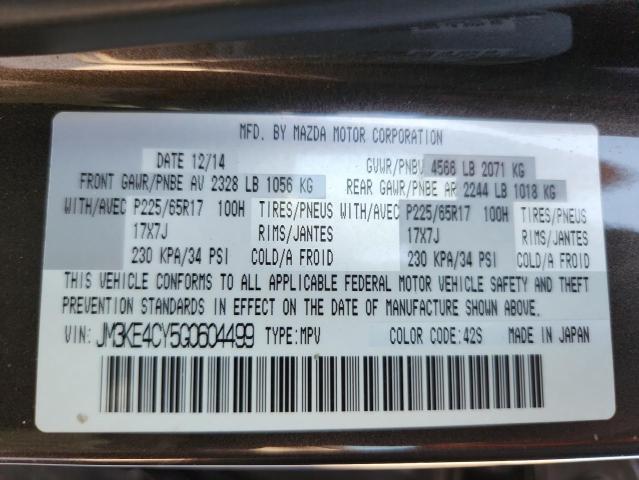 MFD. BY MAZDA MOTOR CORPORATION
DATE 12/14 GVWR/PNBV 4566 LB 2071 KG
FRONT GAWR/PNBE AV 2328 LB 1056 KG REAR GAWR/PNBE AR 2244 LB 1018 KG
WITH/AVEC P225/65R17 100H TIRES/PNEUS WITH/AVEC P225/65R17 100H TIRES/PNEUS
17X7J RIMS/JANTES 17X7J RIMS/JANTES
230 KPA/34 PSI COLD/A FROID 230 KPA/34 PSI COLD/A FROID
THIS VEHICLE CONFORMS TO ALL APPLICABLE FEDERAL MOTOR VEHICLE SAFETY AND THEFT
PREVENTION STANDARDS IN EFFECT ON THE DATE OF MANUFACTURE SHOWN ABOVE.
VIN: JM3KE4CY5G0604499 TYPE:MPV COLOR CODE:42S MADE IN JAPAN